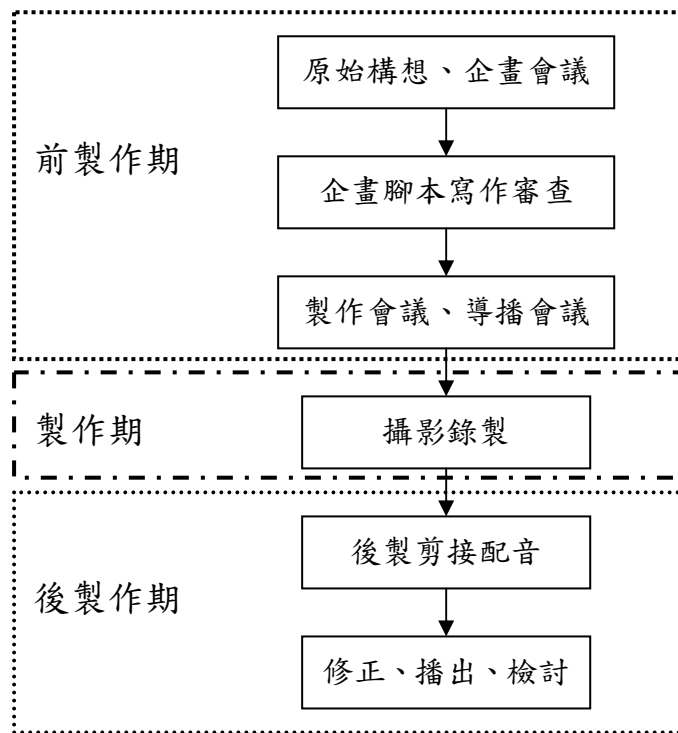 原始構想、企畫會議
前製作期
企畫腳本寫作審查
製作會議、導播會議
製作期
攝影錄製
後製剪接配音
後製作期
修正、播出、檢討